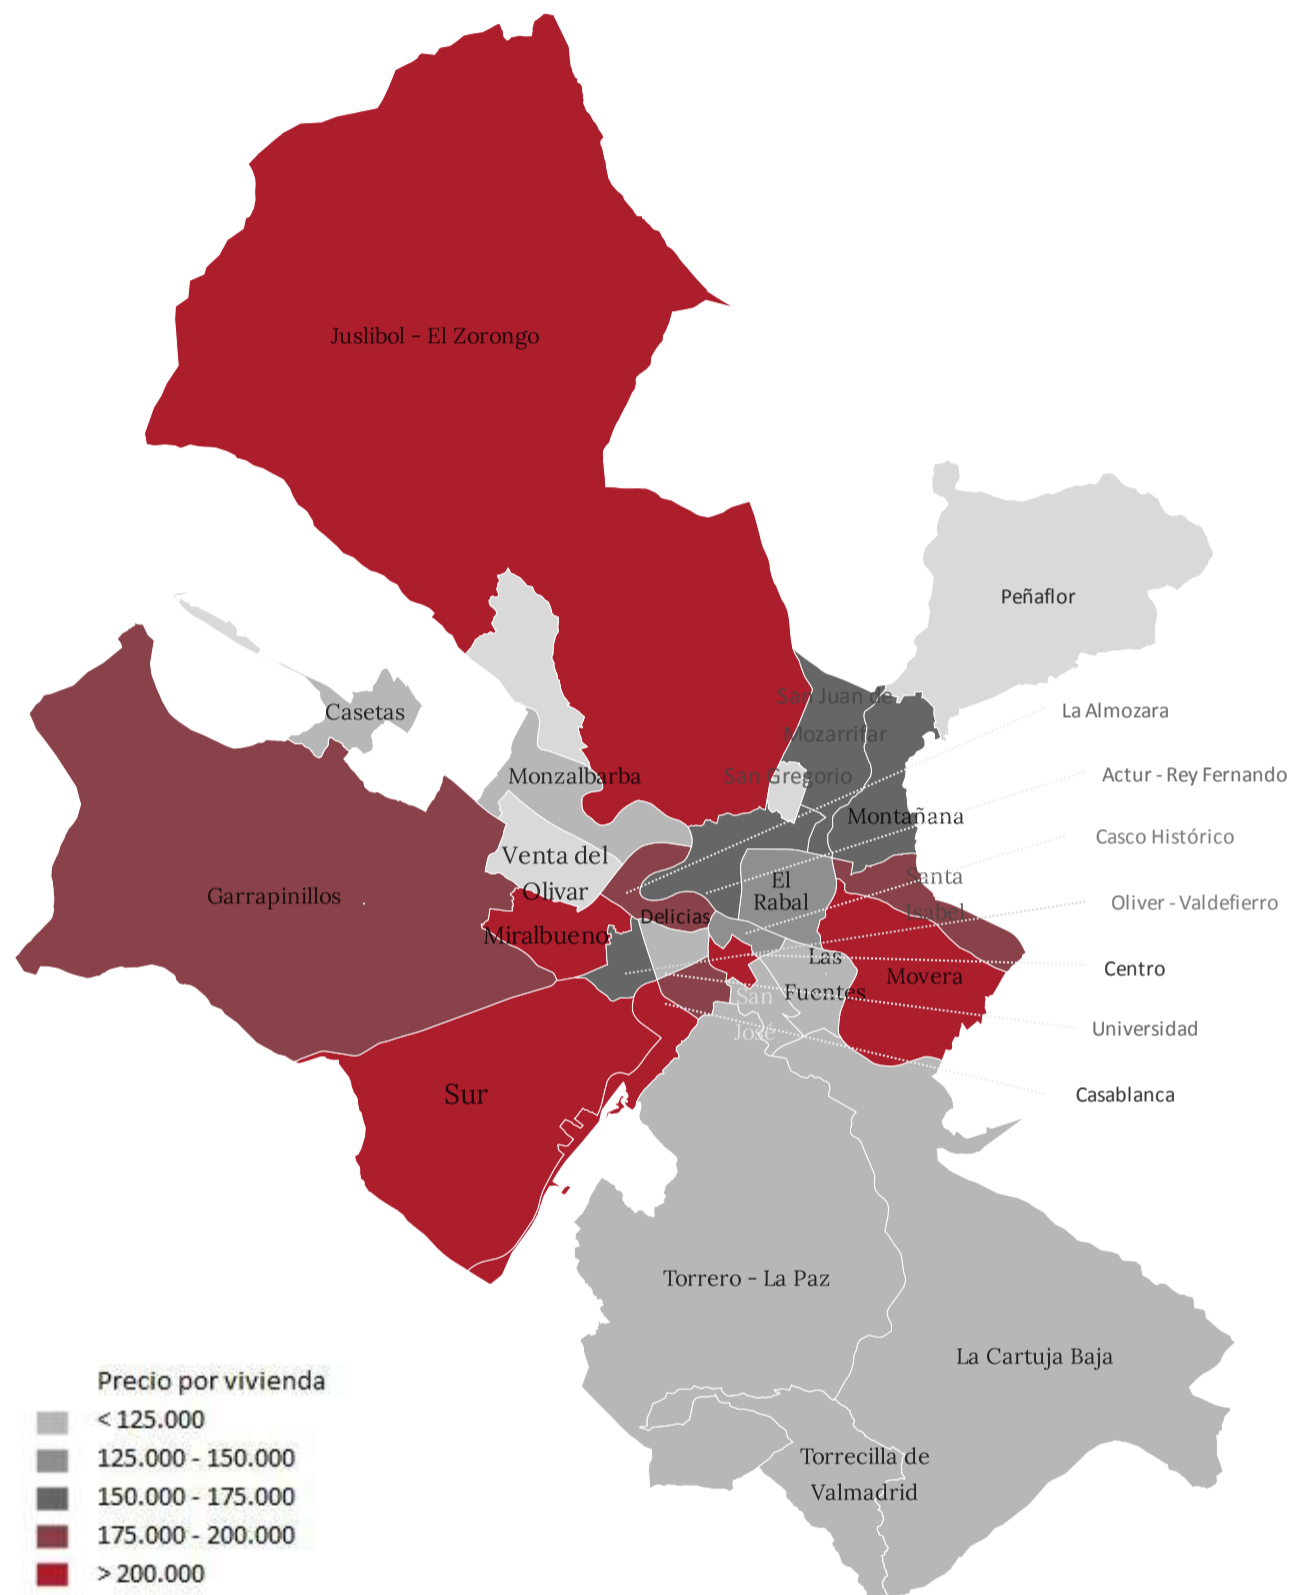 Juslibol - El Zorongo
Peñaflor
San Juan de
Mozarrifar
La Almozara
Casetas
San Gregorio
Monzalbarba
Actur - Rey Fernando
Montañana
Casco Histórico
Venta del
Olivar
El
Rabal
Santa
Isabel
Garrapinillos
Oliver - Valdefierro
Delicias
Miralbueno
Las
Fuentes
Movera
Centro
San
José
Universidad
Sur
Casablanca
Torrero - La Paz
La Cartuja Baja
Torrecilla de
Valmadrid
Precio por vivienda
< 125.000
125.000 - 150.000
150.000 - 175.000
175.000 - 200.000
> 200.000